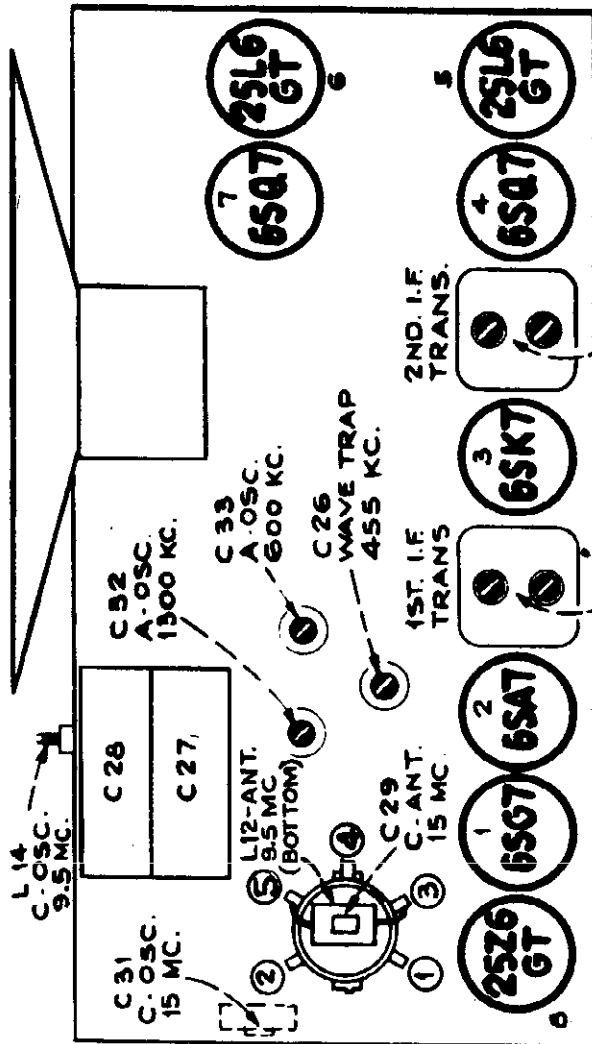 L 14
C-OSC.
9.5 MC.
C 28
C 27
C 31
C-OSC.
15 MC.
C 32
A-OSC.
1500 KC.
C 33
A-OSC.
600 KC.
7
6SQ7
25L6
GT
6
L12-ANT.
9.5 MC
(BOTTOM)
2
5
4
1
3
C 29
C-ANT.
15 MC.
C 26
WAVE TRAP
455 KC.
1ST. I.F.
TRANS
2ND. I.F.
TRANS.
25Z6
GT
8
1
6SG7
2
6SA7
3
6SK7
4
6SQ7
5
25L6
GT